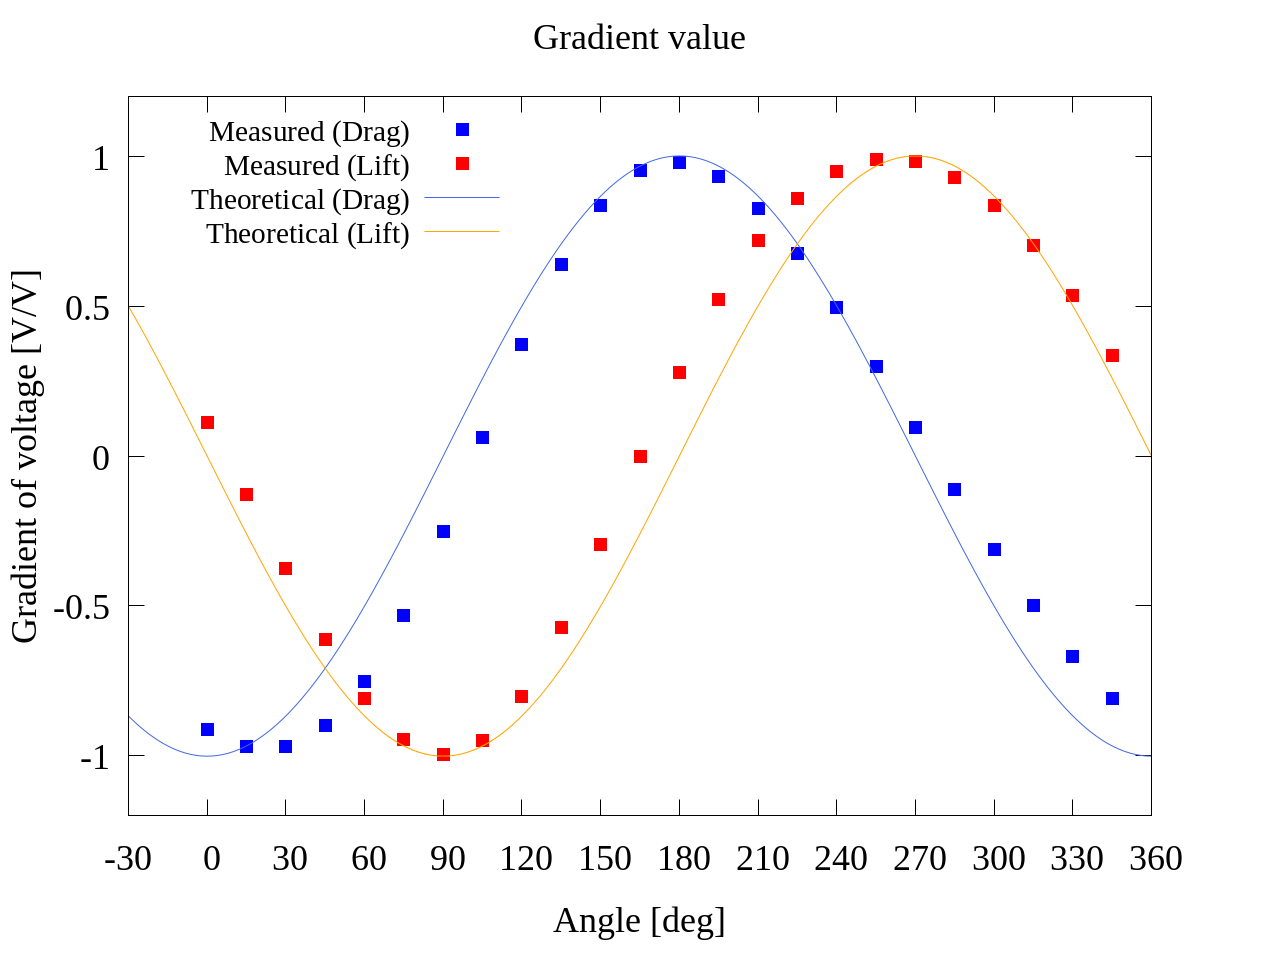 Gradient value
Measured (Drag)
Measured (Lift)
Theoretical (Drag)
Theoretical (Lift)
1
0.5
0
-0.5
-1
Gradient of voltage [V/V]
-30 0 30 60 90 120 150 180 210 240 270 300 330 360
Angle [deg]